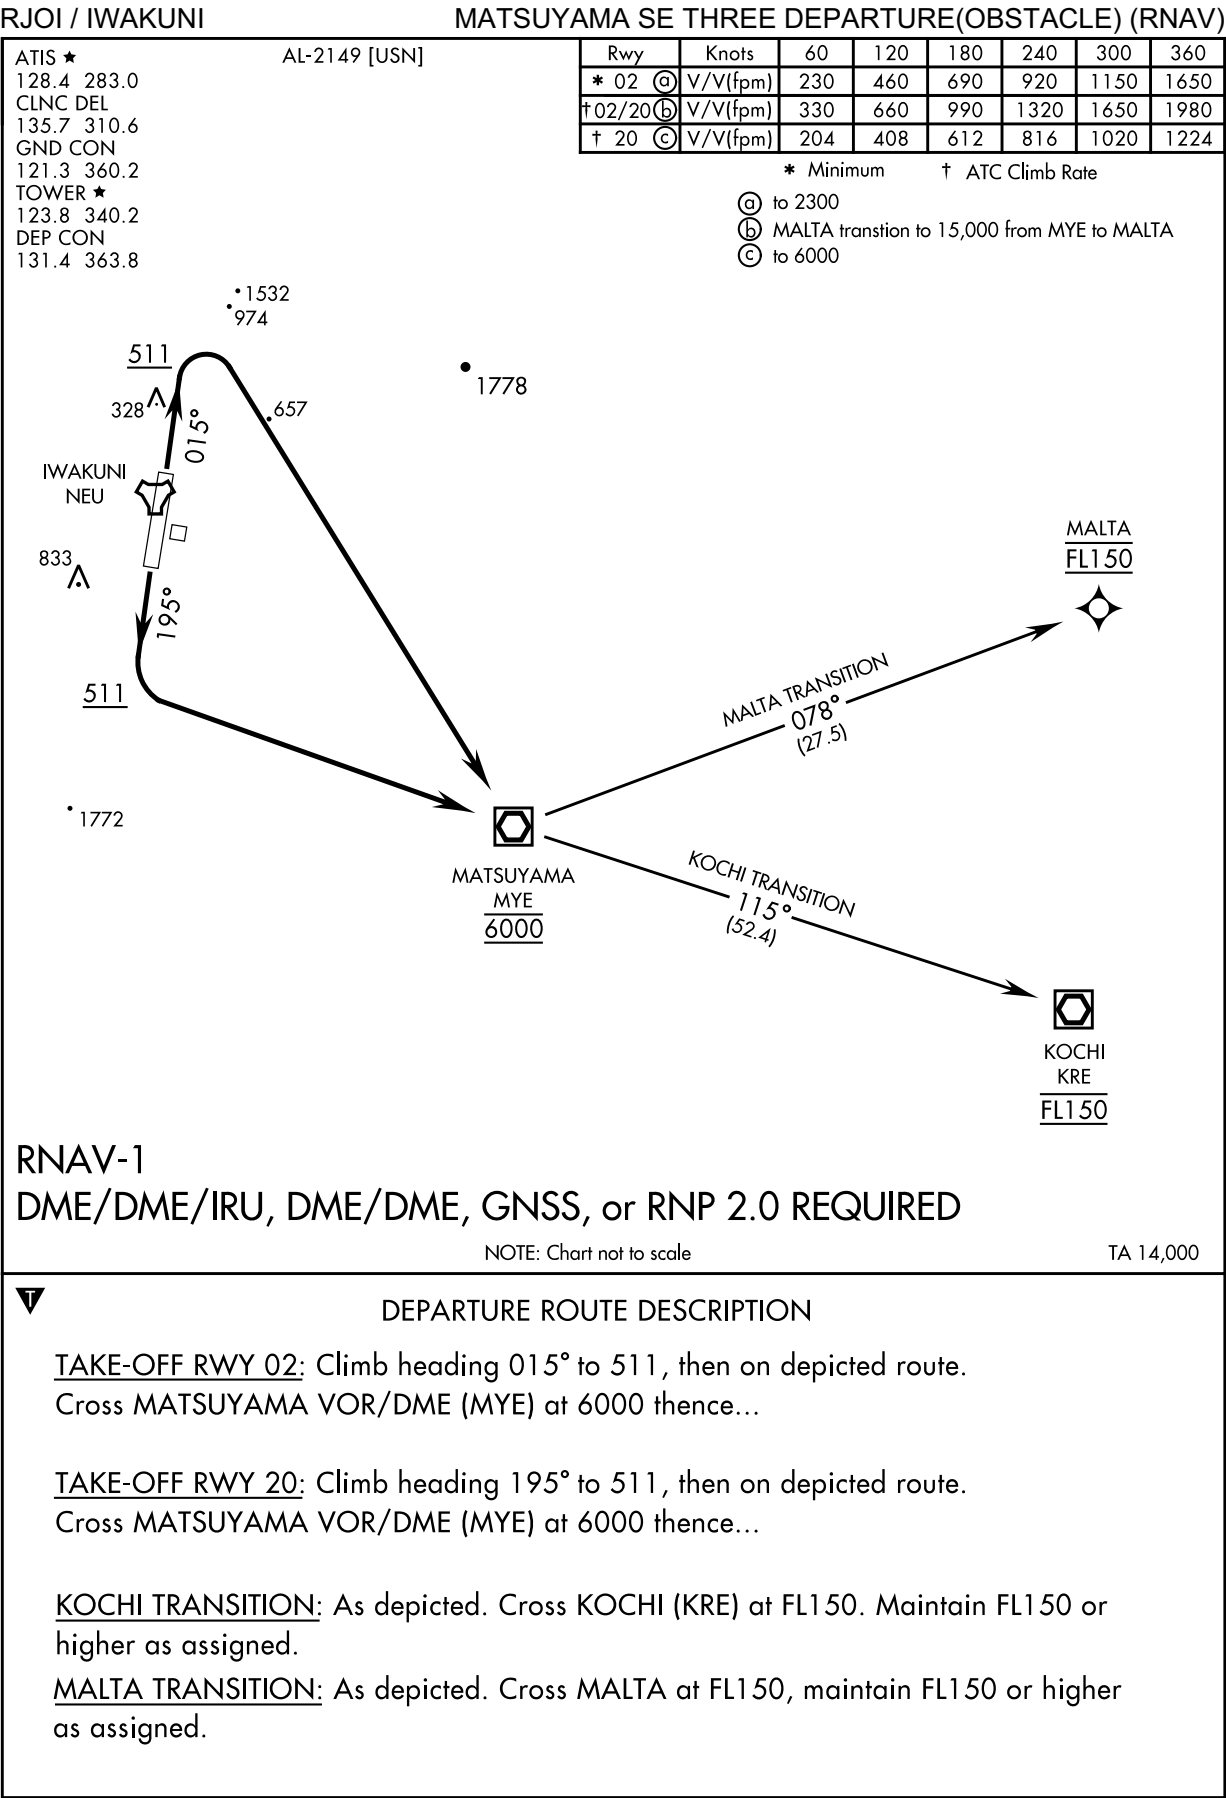 RJOI / IWAKUNI MATSUYAMA SE THREE DEPARTURE(OBSTACLE) (RNAV)
ATIS ★
128.4 283.0
CLNC DEL
135.7 310.6
GND CON
121.3 360.2
TOWER ★
123.8 340.2
DEP CON
131.4 363.8
AL-2149 [USN]
Rwy Knots 60 120 180 240 300 360
* 02 ⓐ V/V(fpm) 230 460 690 920 1150 1650
†02/20 ⓑ V/V(fpm) 330 660 990 1320 1650 1980
† 20 ⓒ V/V(fpm) 204 408 612 816 1020 1224
* Minimum † ATC Climb Rate
ⓐ to 2300
ⓑ MALTA transtion to 15,000 from MYE to MALTA
ⓒ to 6000
1532
974
511
1778
328
657
015°
IWAKUNI
NEU
833
195°
511
1772
MALTA
FL150
MALTA TRANSITION
078°
(27.5)
MATSUYAMA
MYE
6000
KOCHI TRANSITION
115°
(52.4)
KOCHI
KRE
FL150
RNAV-1
DME/DME/IRU, DME/DME, GNSS, or RNP 2.0 REQUIRED
NOTE: Chart not to scale TA 14,000
T
DEPARTURE ROUTE DESCRIPTION
TAKE-OFF RWY 02: Climb heading 015° to 511, then on depicted route.
Cross MATSUYAMA VOR/DME (MYE) at 6000 thence...
TAKE-OFF RWY 20: Climb heading 195° to 511, then on depicted route.
Cross MATSUYAMA VOR/DME (MYE) at 6000 thence...
KOCHI TRANSITION: As depicted. Cross KOCHI (KRE) at FL150. Maintain FL150 or
higher as assigned.
MALTA TRANSITION: As depicted. Cross MALTA at FL150, maintain FL150 or higher
as assigned.